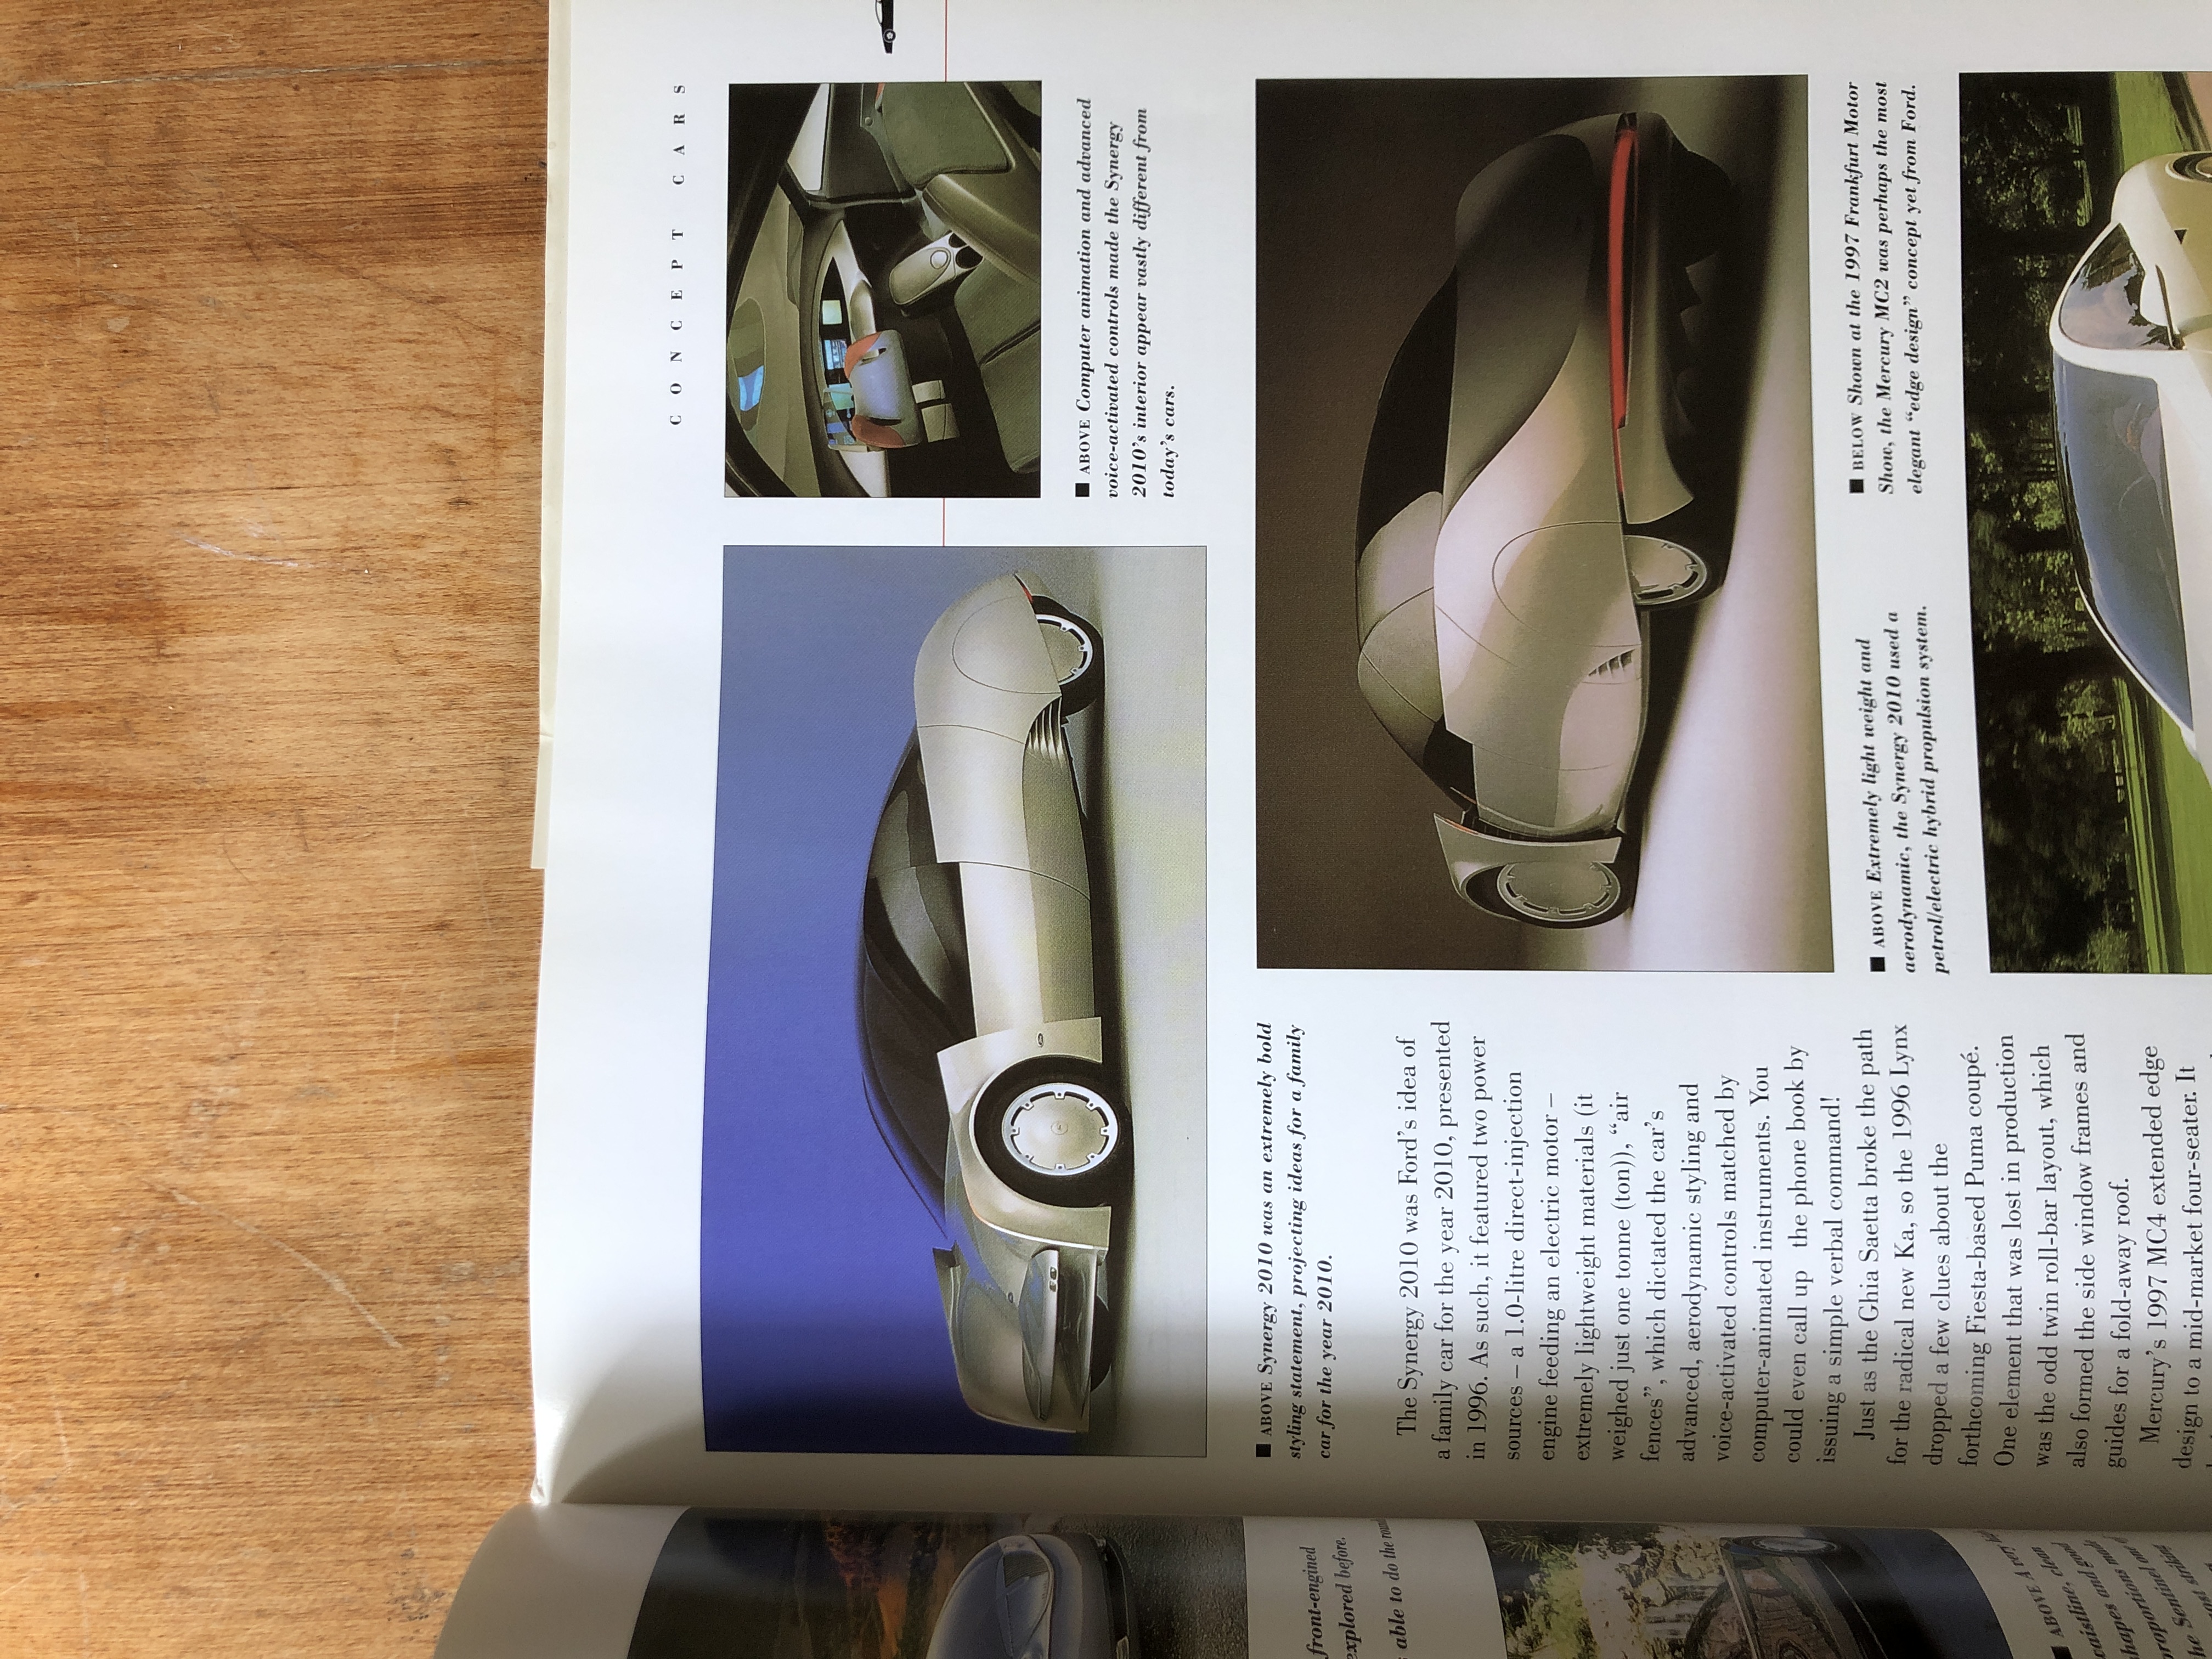 front-engined
explored before.
able to do the
ABOVE A very
waistline, clean
shapes and good
proportions made
the Sentinel one of
most striking
CONCEPT CARS
■ ABOVE Computer animation and advanced
voice-activated controls made the Synergy
2010’s interior appear vastly different from
today’s cars.
■ ABOVE Synergy 2010 was an extremely bold
styling statement, projecting ideas for a family
car for the year 2010.
The Synergy 2010 was Ford’s idea of
a family car for the year 2010, presented
in 1996. As such, it featured two power
sources – a 1.0-litre direct-injection
engine feeding an electric motor –
extremely lightweight materials (it
weighed just one tonne (ton)), “air
fences”, which dictated the car’s
advanced, aerodynamic styling and
voice-activated controls matched by
computer-animated instruments. You
could even call up the phone book by
issuing a simple verbal command!
Just as the Ghia Saetta broke the path
for the radical new Ka, so the 1996 Lynx
dropped a few clues about the
forthcoming Fiesta-based Puma coupé.
One element that was lost in production
was the odd twin roll-bar layout, which
also formed the side window frames and
guides for a fold-away roof.
Mercury’s 1997 MC4 extended edge
design to a mid-market four-seater. It
■ ABOVE Extremely light weight and
aerodynamic, the Synergy 2010 used a
petrol/electric hybrid propulsion system.
■ BELOW Shown at the 1997 Frankfurt Motor
Show, the Mercury MC2 was perhaps the most
elegant “edge design” concept yet from Ford.